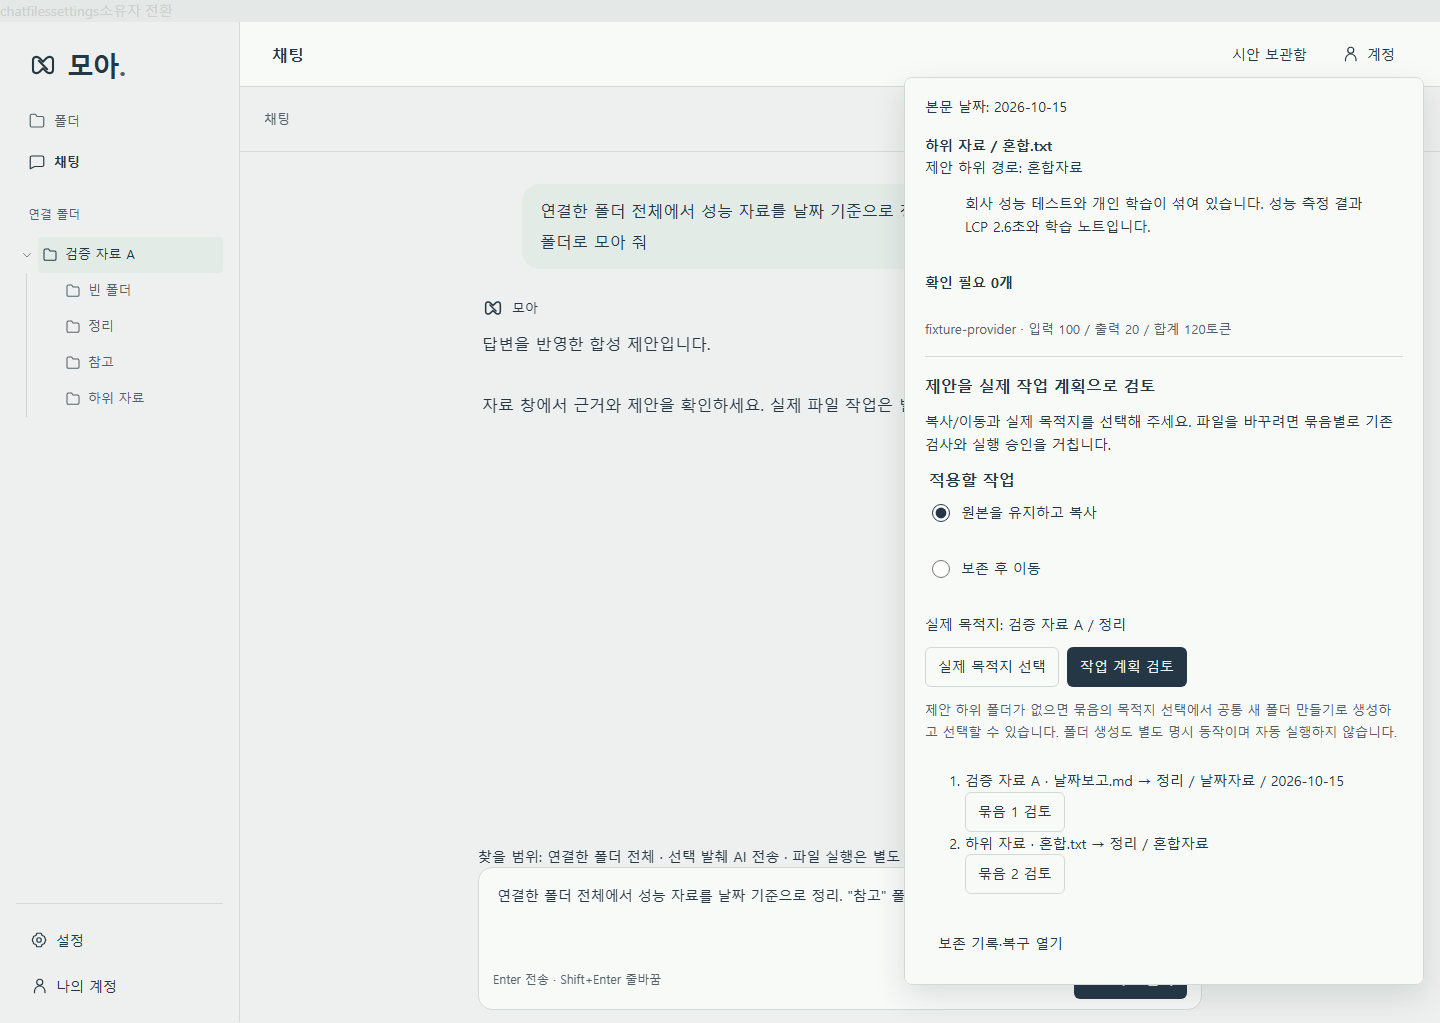 chatfilessettings소유자 전환
모아.
폴더
채팅
연결 폴더
검증 자료 A
빈 폴더
정리
참고
하위 자료
설정
나의 계정
채팅
시안 보관함
계정
채팅
연결한 폴더 전체에서 성능 자료를 날짜 기준으로
폴더로 모아 줘
모아
답변을 반영한 합성 제안입니다.
자료 창에서 근거와 제안을 확인하세요. 실제 파일 작업은
찾을 범위: 연결한 폴더 전체 · 선택 발췌 AI 전송 · 파일 실행은 별도
연결한 폴더 전체에서 성능 자료를 날짜 기준으로 정리. "참고" 폴
Enter 전송 · Shift+Enter 줄바꿈
본문 날짜: 2026-10-15
하위 자료 / 혼합.txt
제안 하위 경로: 혼합자료
회사 성능 테스트와 개인 학습이 섞여 있습니다. 성능 측정 결과
LCP 2.6초와 학습 노트입니다.
확인 필요 0개
fixture-provider · 입력 100 / 출력 20 / 합계 120토큰
제안을 실제 작업 계획으로 검토
복사/이동과 실제 목적지를 선택해 주세요. 파일을 바꾸려면 묶음별로 기존
검사와 실행 승인을 거칩니다.
적용할 작업
원본을 유지하고 복사
보존 후 이동
실제 목적지: 검증 자료 A / 정리
실제 목적지 선택
작업 계획 검토
제안 하위 폴더가 없으면 묶음의 목적지 선택에서 공통 새 폴더 만들기로 생성하
고 선택할 수 있습니다. 폴더 생성도 별도 명시 동작이며 자동 실행하지 않습니다.
1. 검증 자료 A · 날짜보고.md → 정리 / 날짜자료 / 2026-10-15
묶음 1 검토
2. 하위 자료 · 혼합.txt → 정리 / 혼합자료
묶음 2 검토
보존 기록·복구 열기